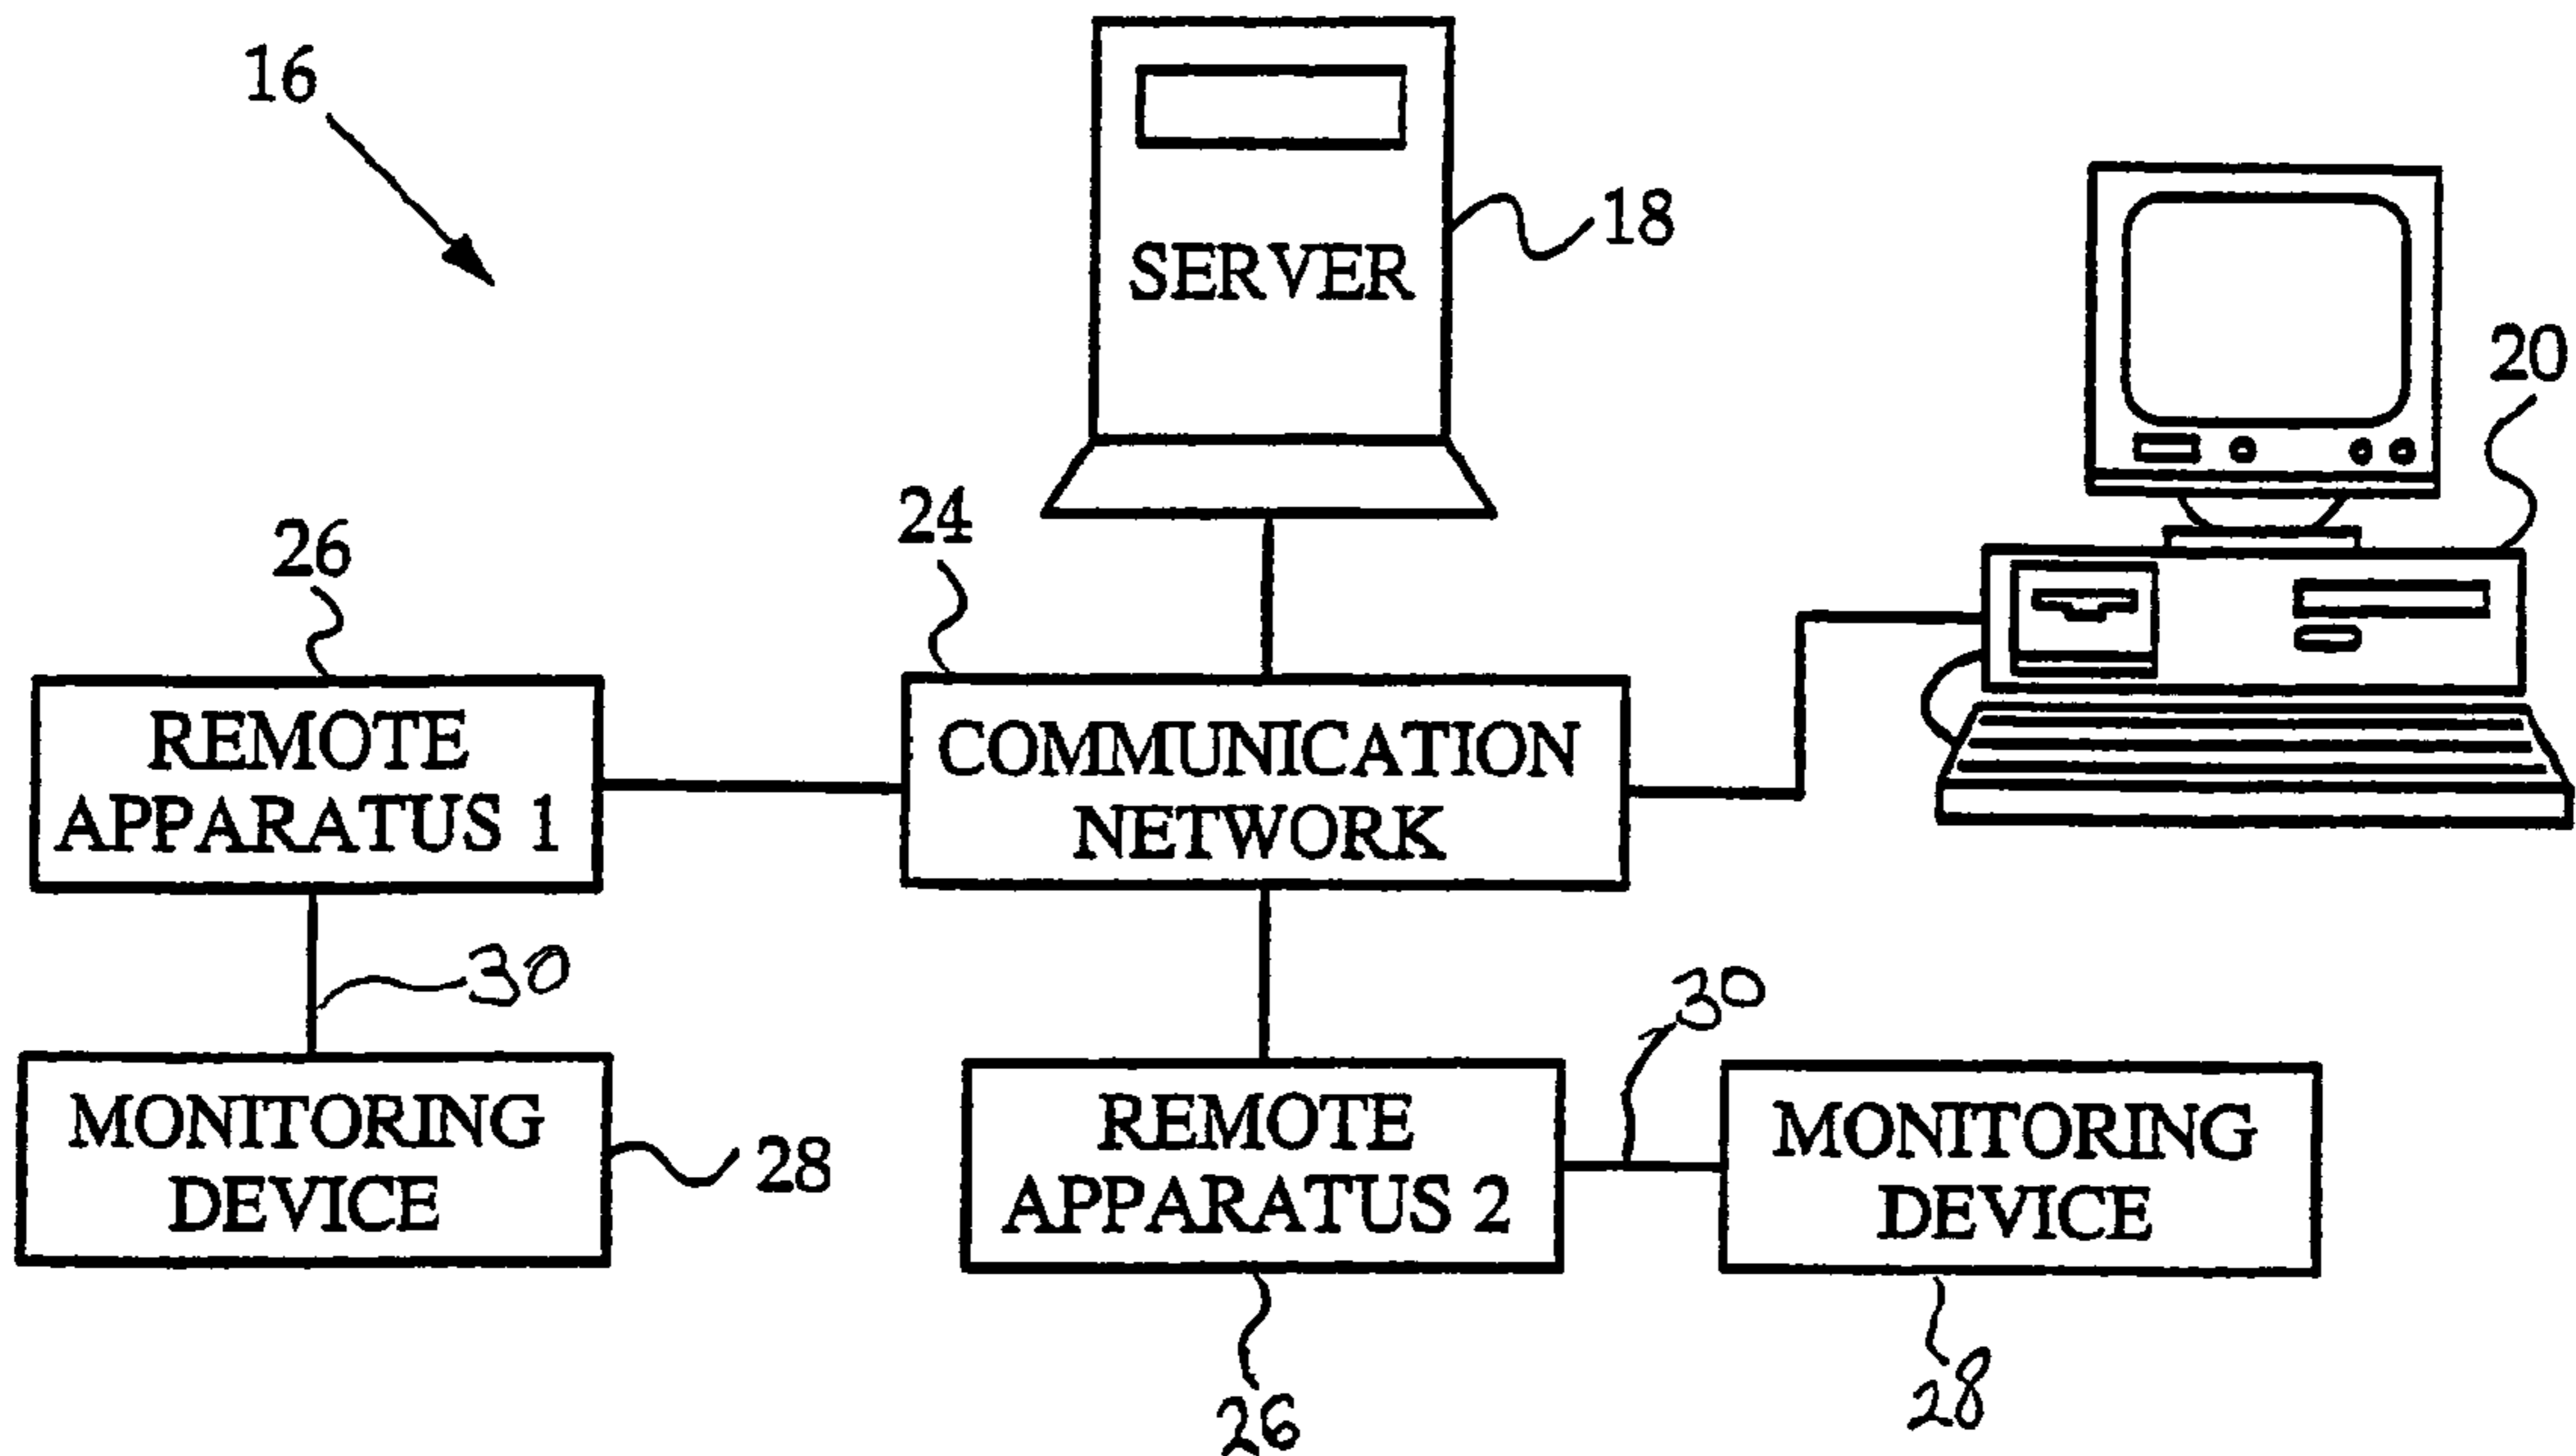 16
SERVER
18
20
24
26
REMOTE
APPARATUS 1
COMMUNICATION
NETWORK
30
30
MONITORING
DEVICE
28
REMOTE
APPARATUS 2
MONITORING
DEVICE
26
28